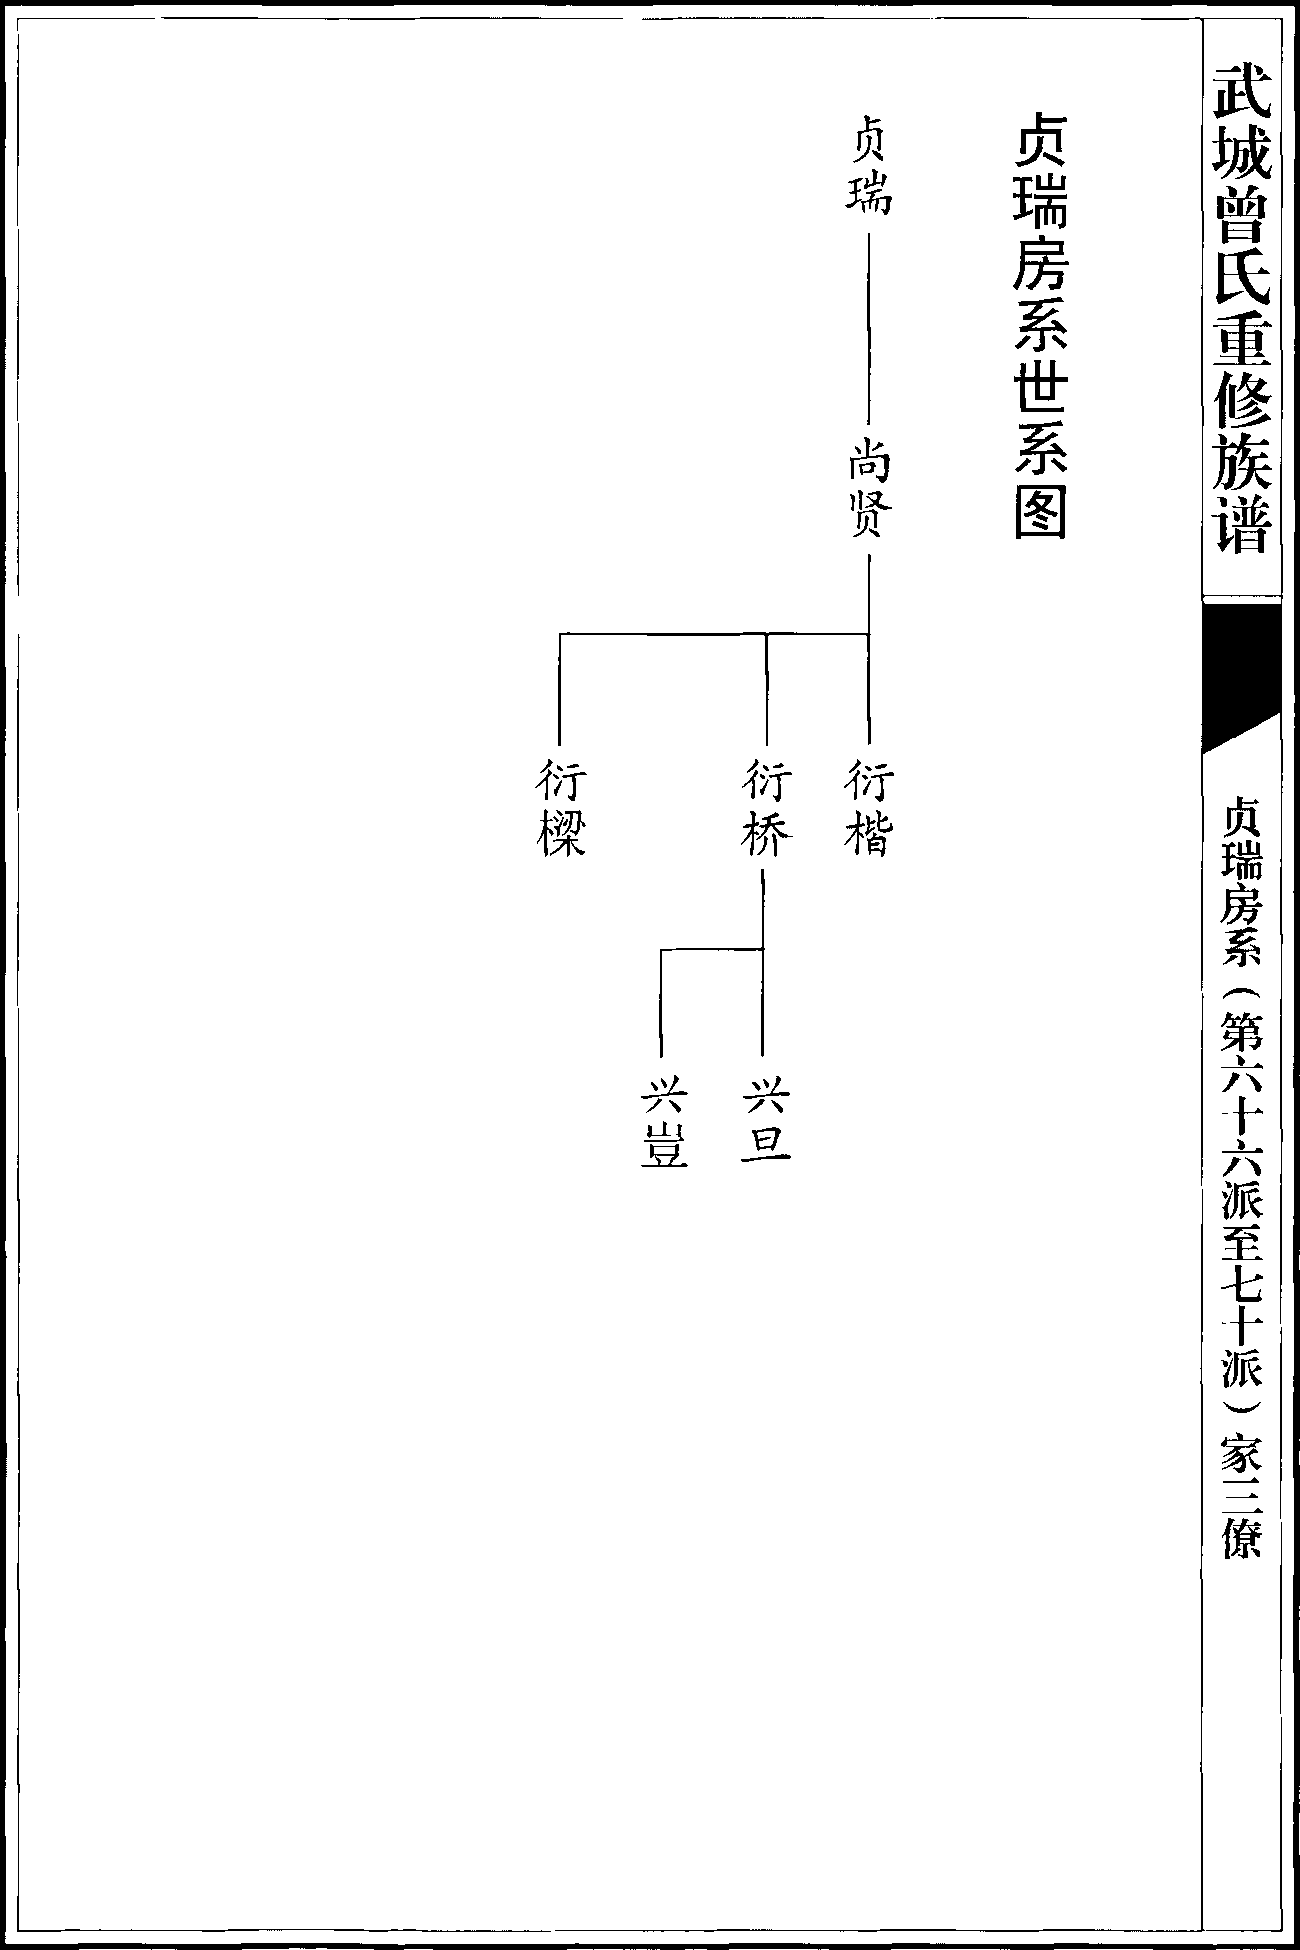 武城曾氏重修族谱
贞瑞房系（第六十六派至七十派）家三僚
贞瑞房系世系图
贞瑞
尚贤
衍楷
衍桥
衍樑
兴旦
兴豈